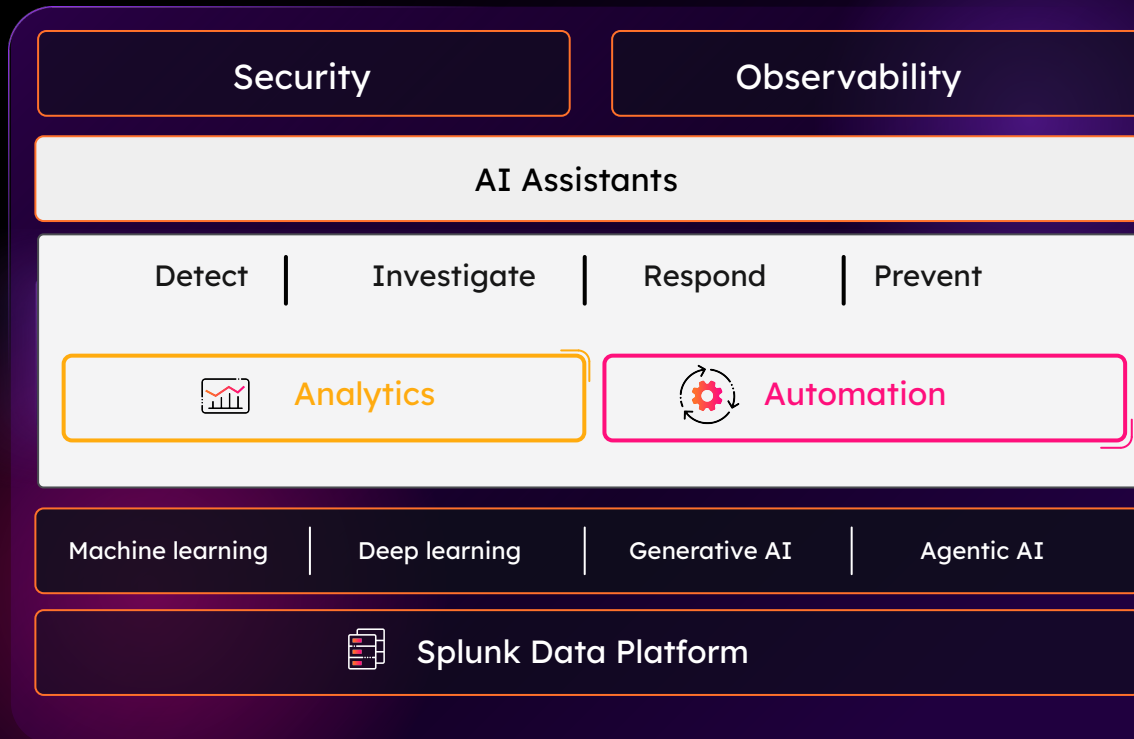 Security
Observability
AI Assistants
Detect
Investigate
Respond
Prevent
Analytics
Automation
Machine learning
Deep learning
Generative AI
Agentic AI
Splunk Data Platform